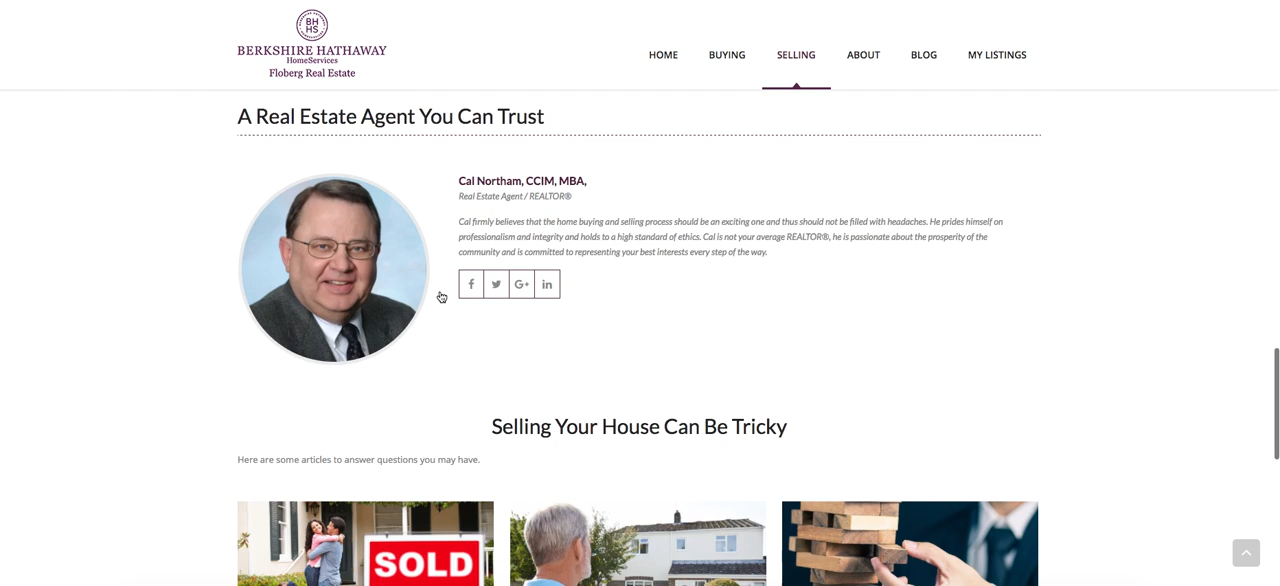 BH
HS
BERKSHIRE HATHAWAY
HomeServices
Floberg Real Estate
HOME
BUYING
SELLING
ABOUT
BLOG
MY LISTINGS
A Real Estate Agent You Can Trust
Cal Northam, CCIM, MBA,
Real Estate Agent / REALTOR®
Cal firmly believes that the home buying and selling process should be an exciting one and thus should not be filled with headaches. He prides himself on
professionalism and integrity and holds to a high standard of ethics. Cal is not your average REALTOR®, he is passionate about the prosperity of the
community and is committed to representing your best interests every step of the way.
f
G+
in
Selling Your House Can Be Tricky
Here are some articles to answer questions you may have.
SOLD